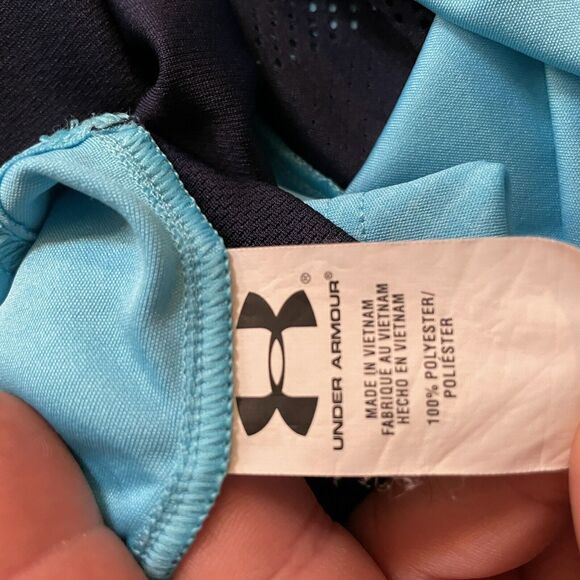 UNDER ARMOUR®
MADE IN VIETNAM
FABRIQUÉ AU VIETNAM
HECHO EN VIETNAM
100% POLYESTER/
POLIÉSTER